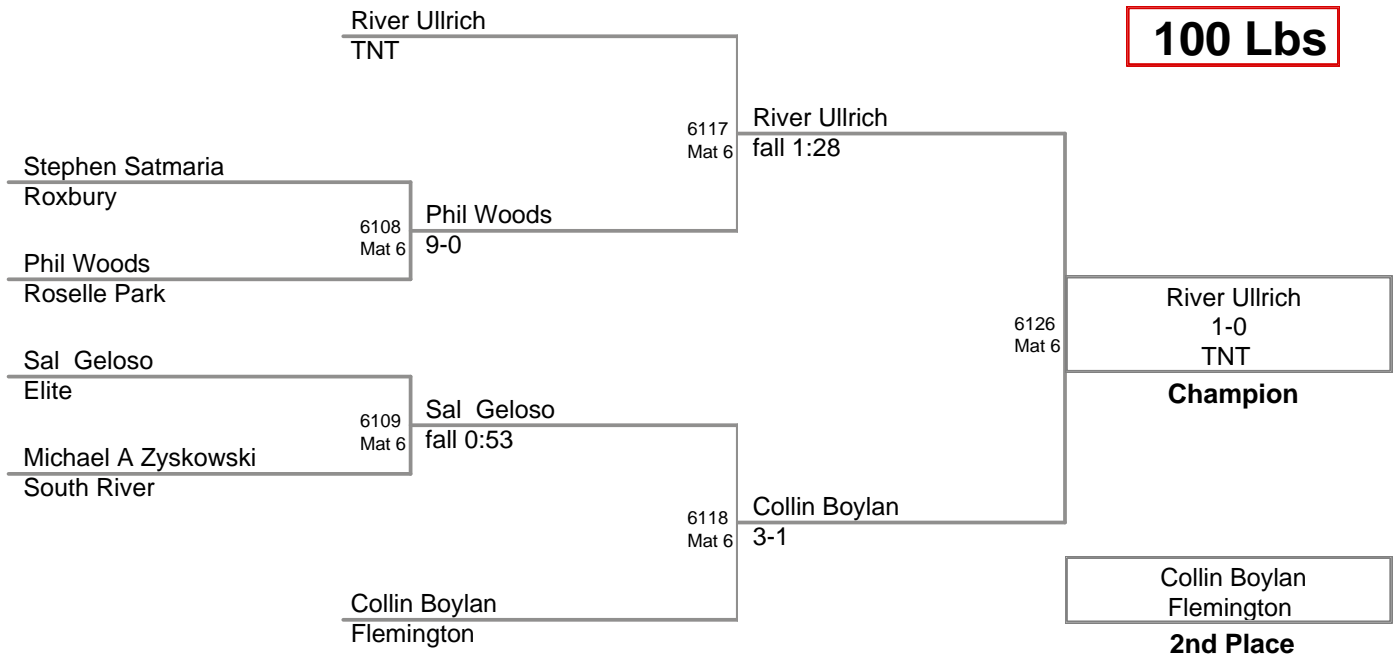 River Ullrich
TNT
100 Lbs
6117
Mat 6
River Ullrich
fall 1:28
Stephen Satmaria
Roxbury
6108
Mat 6
Phil Woods
9-0
Phil Woods
Roselle Park
6126
Mat 6
River Ullrich
1-0
TNT
Champion
Sal Geloso
Elite
6109
Mat 6
Sal Geloso
fall 0:53
Michael A Zyskowski
South River
6118
Mat 6
Collin Boylan
3-1
Collin Boylan
Flemington
Collin Boylan
Flemington
2nd Place